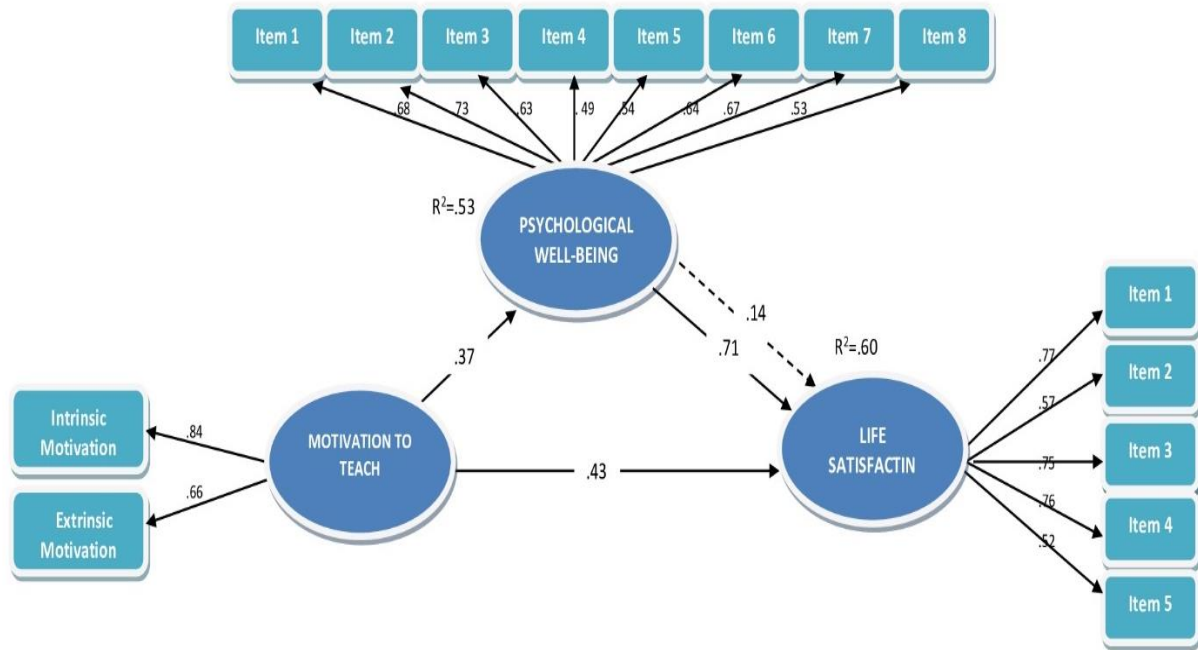 Item 1
Item 2
Item 3
Item 4
Item 5
Item 6
Item 7
Item 8
.68
.73
.63
. 49
.54
.64
.67
.53
R²=.53
PSYCHOLOGICAL
WELL-BEING
.14
.71
R²=.60
.37
Intrinsic
Motivation
.84
Extrinsic
Motivation
.66
MOTIVATION TO
TEACH
.43
LIFE
SATISFACTIN
.77
.57
.75
.76
.52
Item 1
Item 2
Item 3
Item 4
Item 5